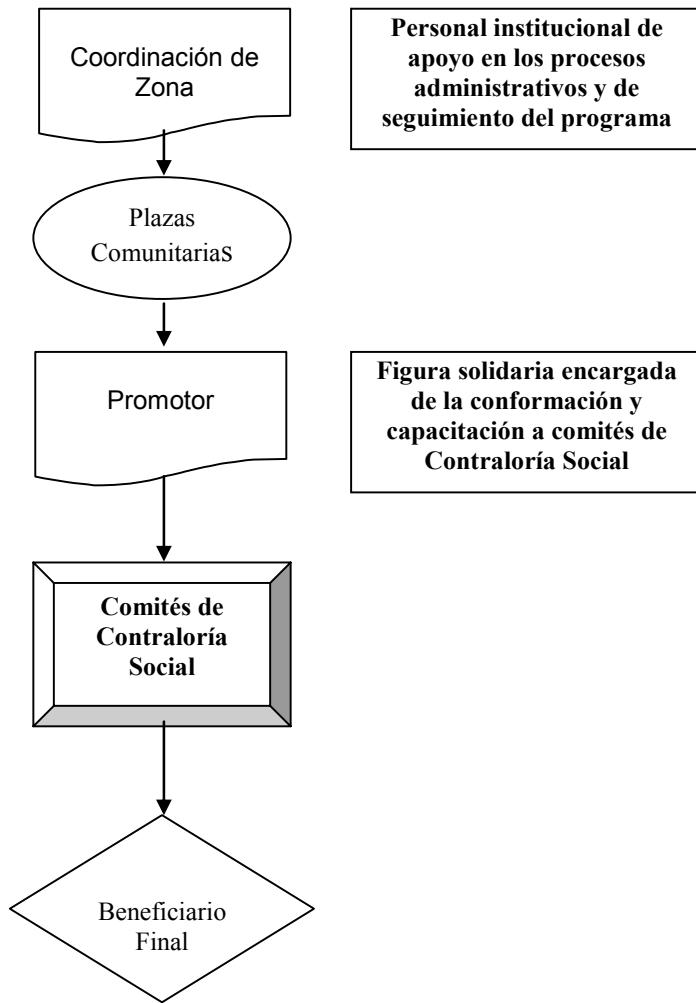 Coordinación de
Zona
Personal institucional de
apoyo en los procesos
administrativos y de
seguimiento del programa
Plazas
Comunitarias
Promotor
Figura solidaria encargada
de la conformación y
capacitación a comités de
Contraloría Social
Comités de
Contraloría
Social
Beneficiario
Final